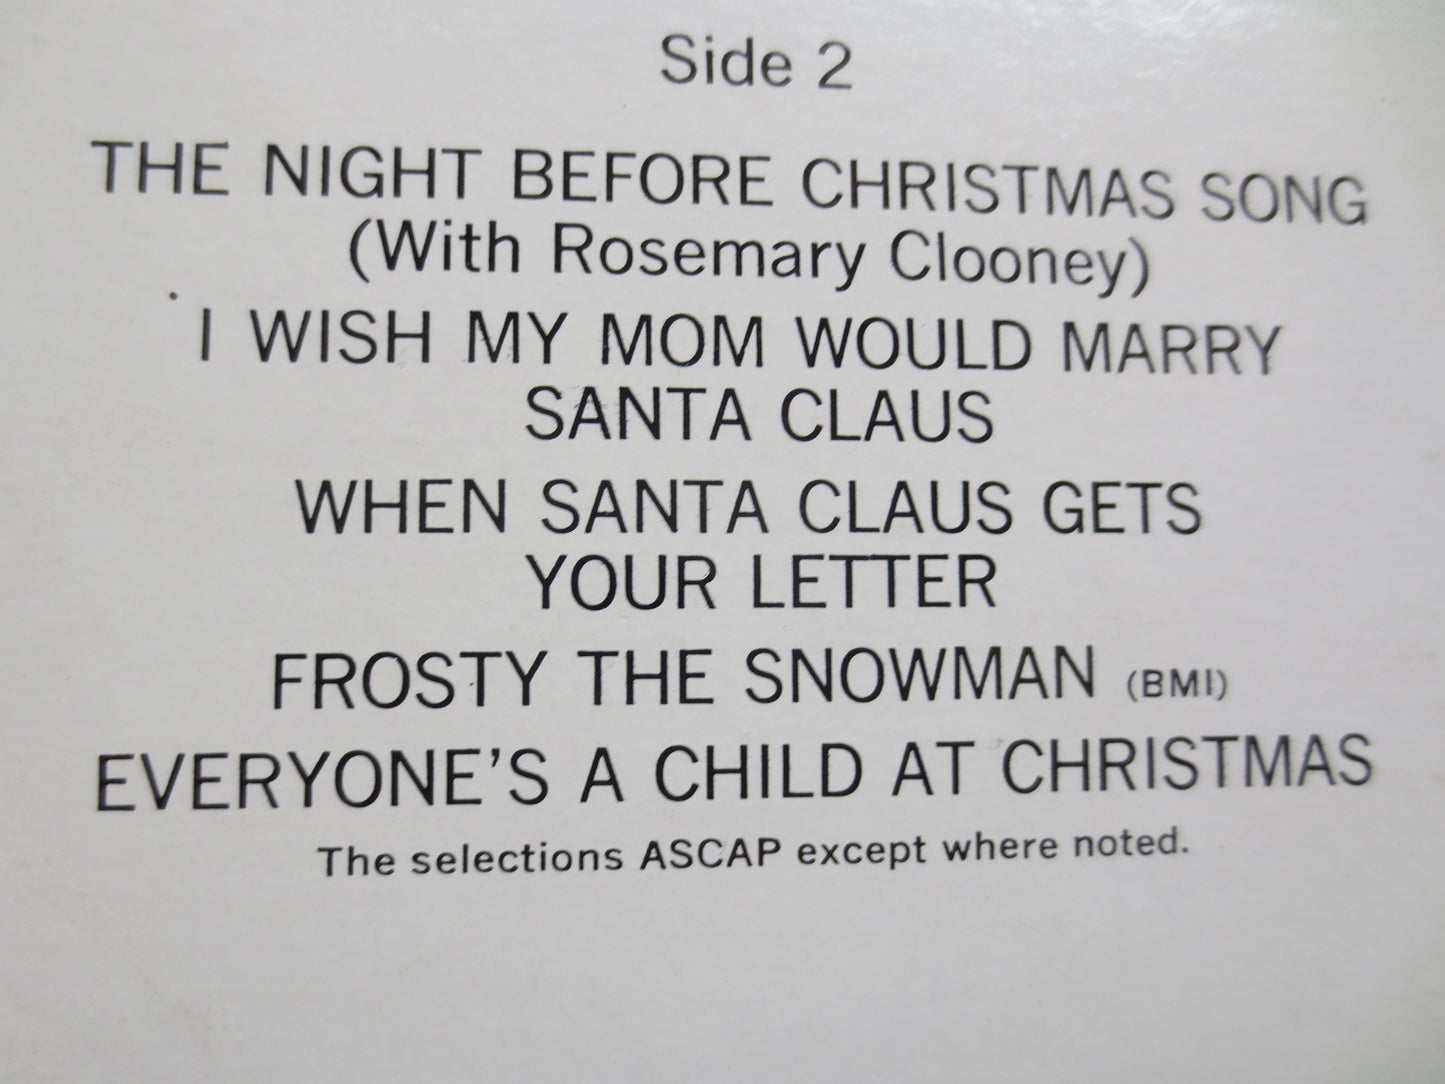 Side 2
THE NIGHT BEFORE CHRISTMAS SONG
(With Rosemary Clooney)
I WISH MY MOM WOULD MARRY
SANTA CLAUS
WHEN SANTA CLAUS GETS
YOUR LETTER
FROSTY THE SNOWMAN (BMI)
EVERYONE'S A CHILD AT CHRISTMAS
The selections ASCAP except where noted.